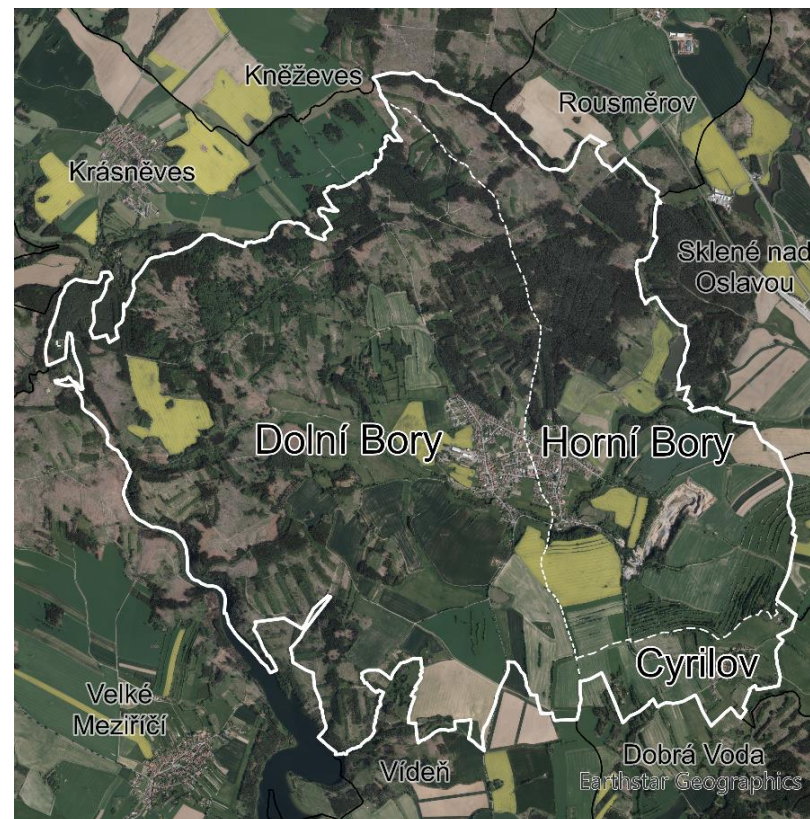 Kněževes
Rousměrov
Krásněves
Sklené nad
Oslavou
Dolní Bory
Horní Bory
Cyrilov
Velké
Meziříčí
Vídeň
Dobrá Voda
Earthstar Geographics